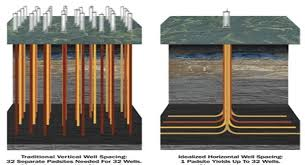 Traditional Vertical Well Spacing:
32 Separate Padsites Needed For 32 Wells.
Idealized Horizontal Well Spacing:
1 Padsite Yields Up To 32 Wells.